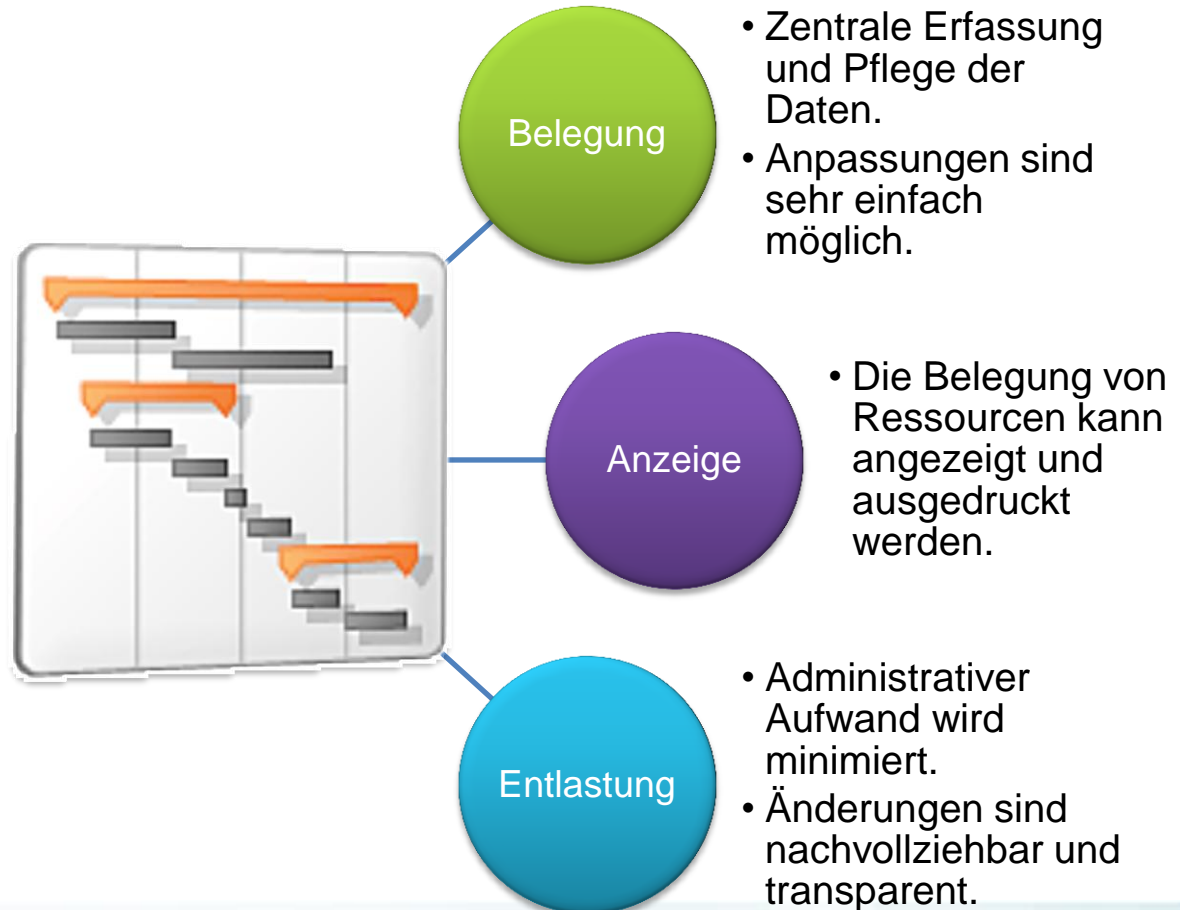 Belegung
• Zentrale Erfassung
und Pflege der
Daten.
• Anpassungen sind
sehr einfach
möglich.
Anzeige
• Die Belegung von
Ressourcen kann
angezeigt und
ausgedruckt
werden.
Entlastung
• Administrativer
Aufwand wird
minimiert.
• Änderungen sind
nachvollziehbar und
transparent.